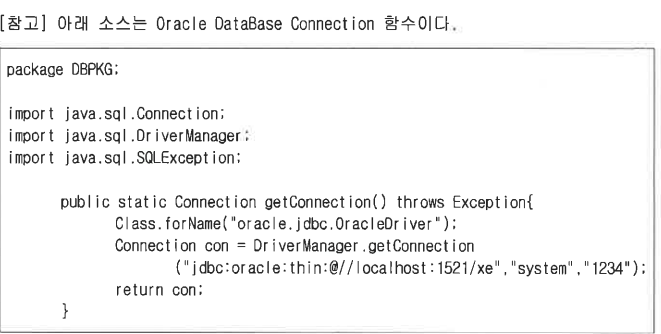 [참고] 아래 소스는 Oracle DataBase Connection 함수이다.
package DBPKG;
import java.sql.Connection;
import java.sql.DriverManager;
import java.sql.SQLException;
public static Connection getConnection() throws Exception{
Class.forName("oracle.jdbc.OracleDriver");
Connection con = DriverManager.getConnection
("jdbc:oracle:thin:@//localhost:1521/xe","system","1234");
return con;
}